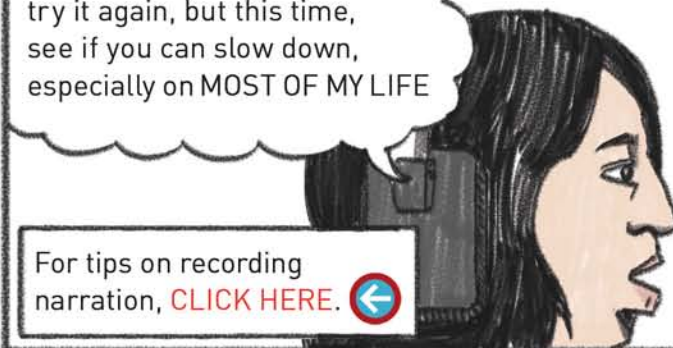 try it again, but this time,
see if you can slow down,
especially on MOST OF MY LIFE
For tips on recording
narration, CLICK HERE.